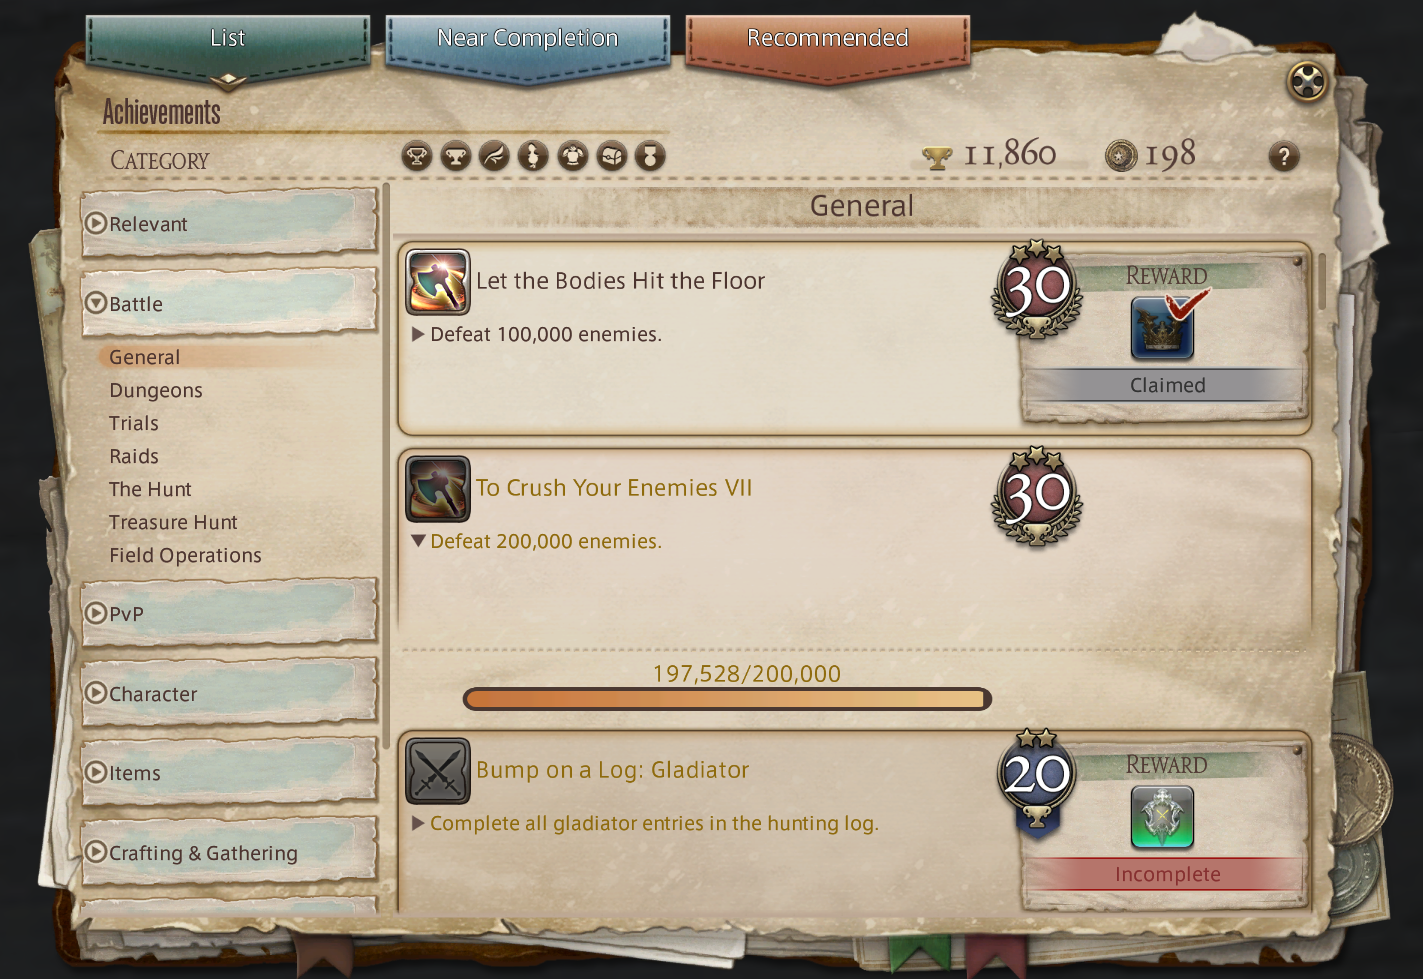 List
Near Completion
Recommended
Achievements
CATEGORY
11,860
198
?
Relevant
Battle
General
Dungeons
Trials
Raids
The Hunt
Treasure Hunt
Field Operations
PvP
Character
Items
Crafting & Gathering
General
Let the Bodies Hit the Floor
Defeat 100,000 enemies.
30
REWARD
Claimed
To Crush Your Enemies VII
Defeat 200,000 enemies.
30
197,528/200,000
Bump on a Log: Gladiator
Complete all gladiator entries in the hunting log.
20
REWARD
Incomplete